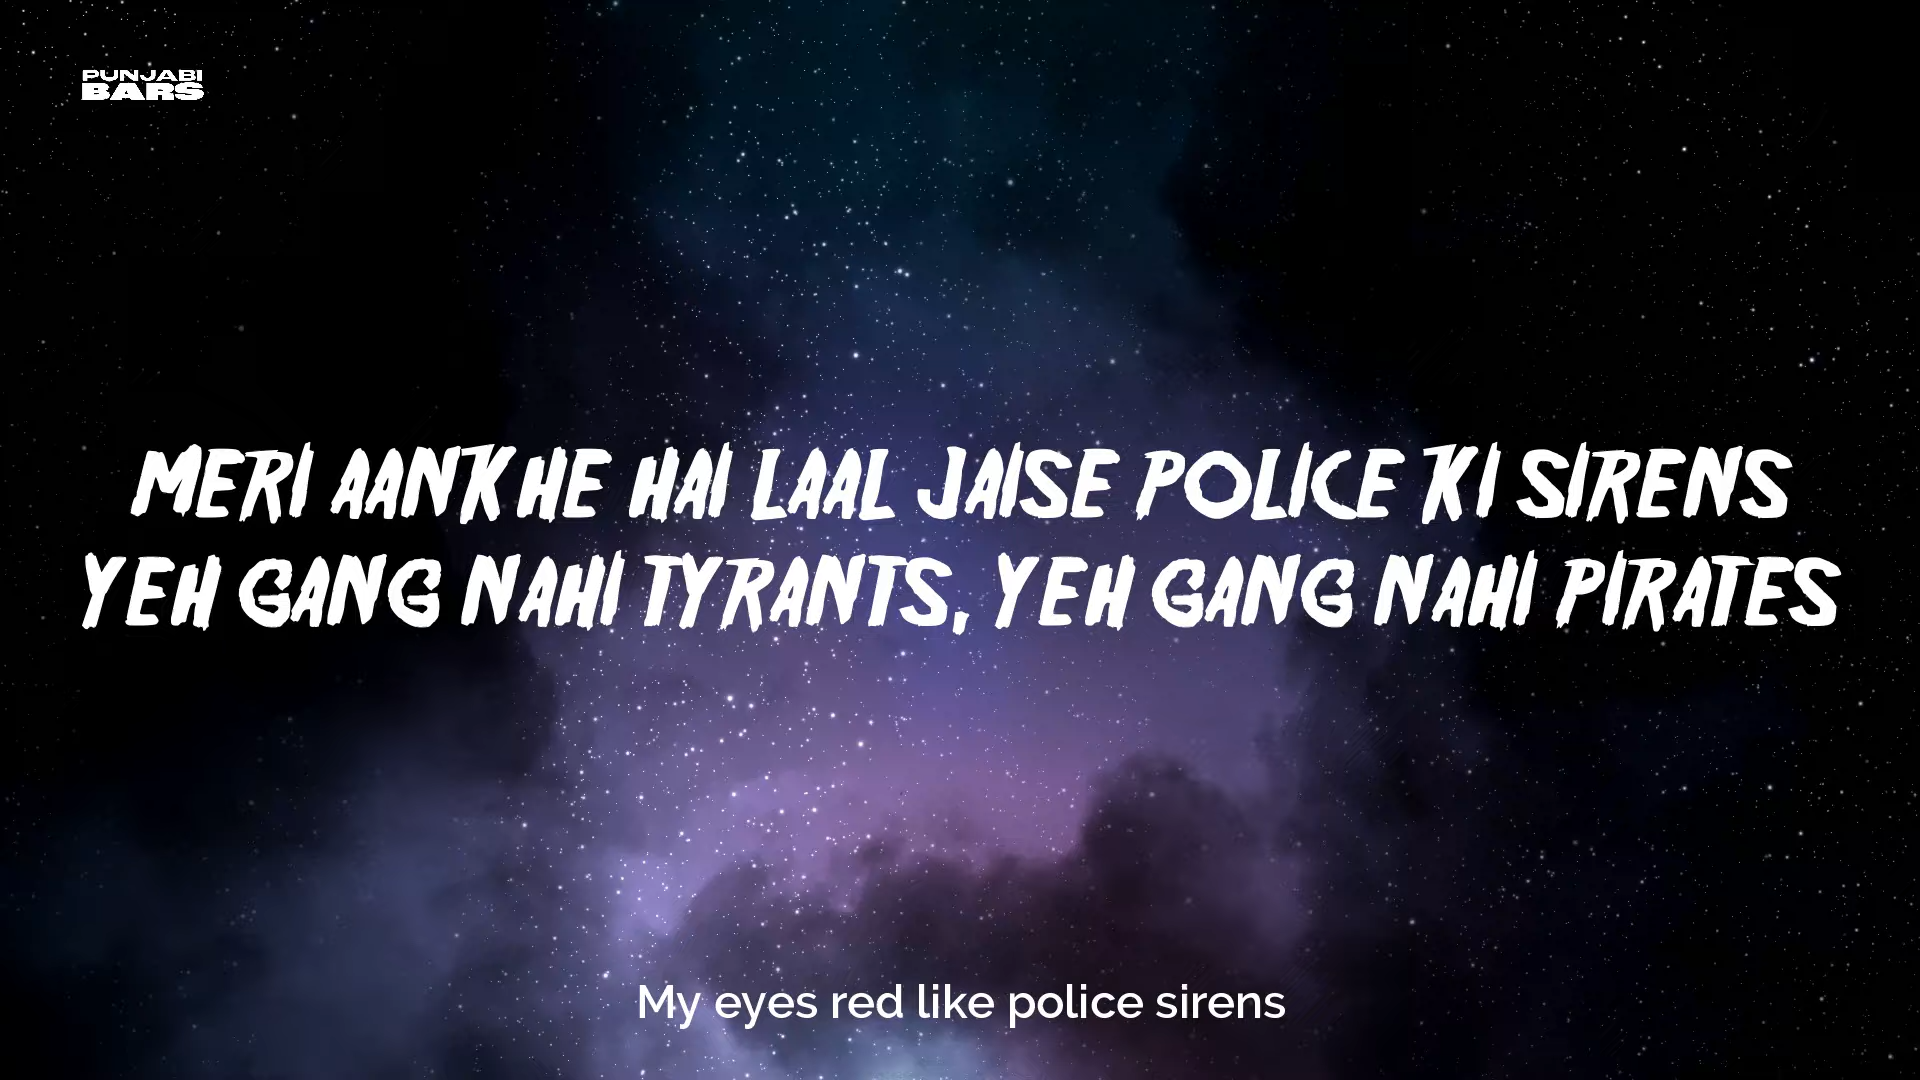 PUNJABI
BARS
MERI AANKHE HAI LAAL JAISE POLICE KI SIRENS
YEH GANG NAHI TYRANTS, YEH GANG NAHI PIRATES
My eyes red like police sirens